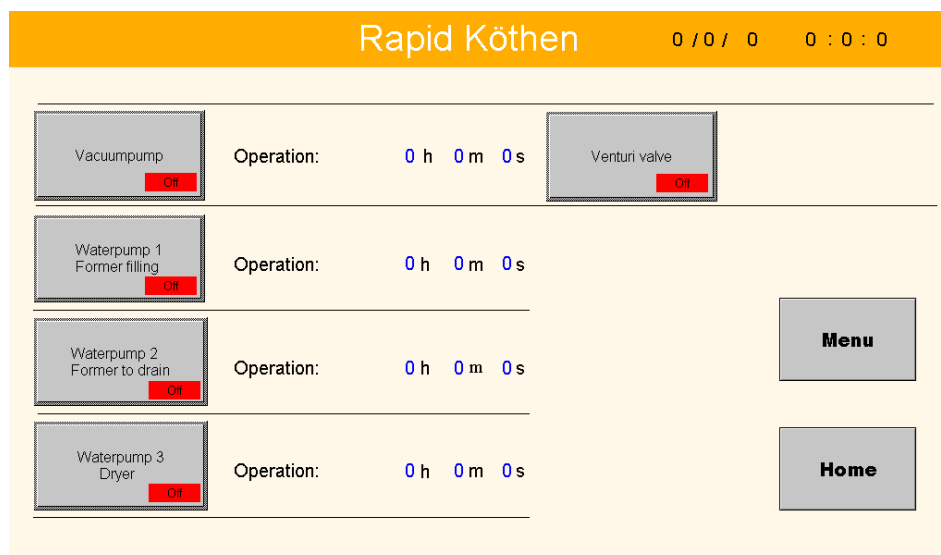 Rapid Köthen 0 / 0 / 0 0 : 0 : 0
Vacuumpump
Off
Operation: 0 h 0 m 0 s
Venturi valve
Off
Waterpump 1
Former filling
Off
Operation: 0 h 0 m 0 s
Waterpump 2
Former to drain
Off
Operation: 0 h 0 m 0 s
Waterpump 3
Dryer
Off
Operation: 0 h 0 m 0 s
Menu
Home